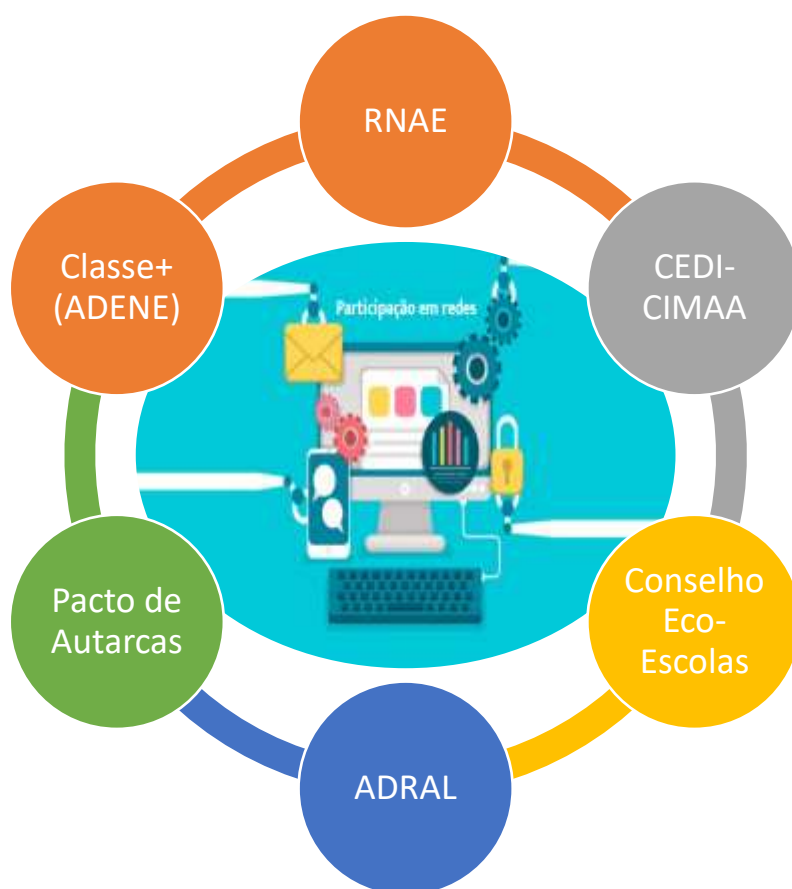 RNAE
Classe+
(ADENE)
CEDI-
CIMAA
Participação em redes
Pacto de
Autarcas
Conselho
Eco-
Escolas
ADRAL